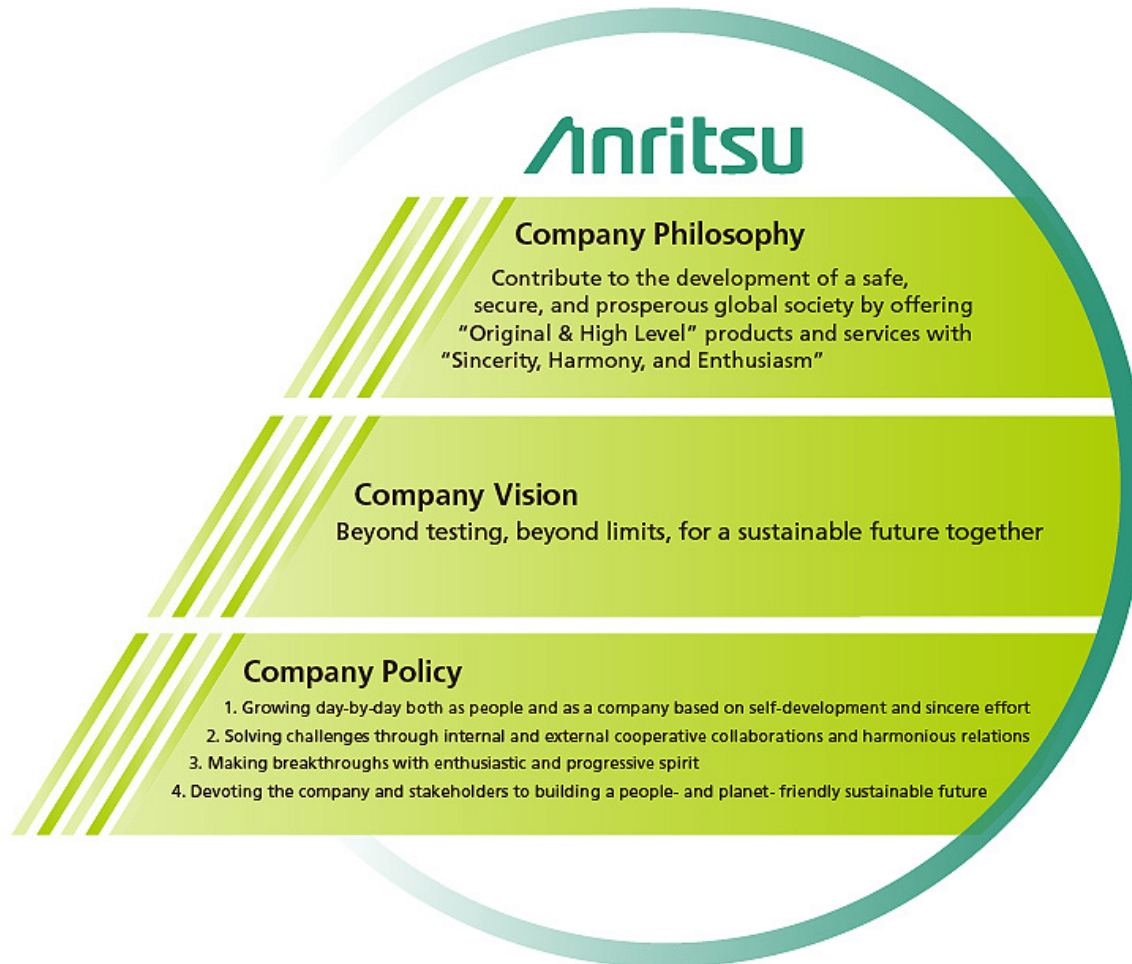 Anritsu
Company Philosophy
Contribute to the development of a safe,
secure, and prosperous global society by offering
“Original & High Level” products and services with
“Sincerity, Harmony, and Enthusiasm”
Company Vision
Beyond testing, beyond limits, for a sustainable future together
Company Policy
1. Growing day-by-day both as people and as a company based on self-development and sincere effort
2. Solving challenges through internal and external cooperative collaborations and harmonious relations
3. Making breakthroughs with enthusiastic and progressive spirit
4. Devoting the company and stakeholders to building a people- and planet- friendly sustainable future